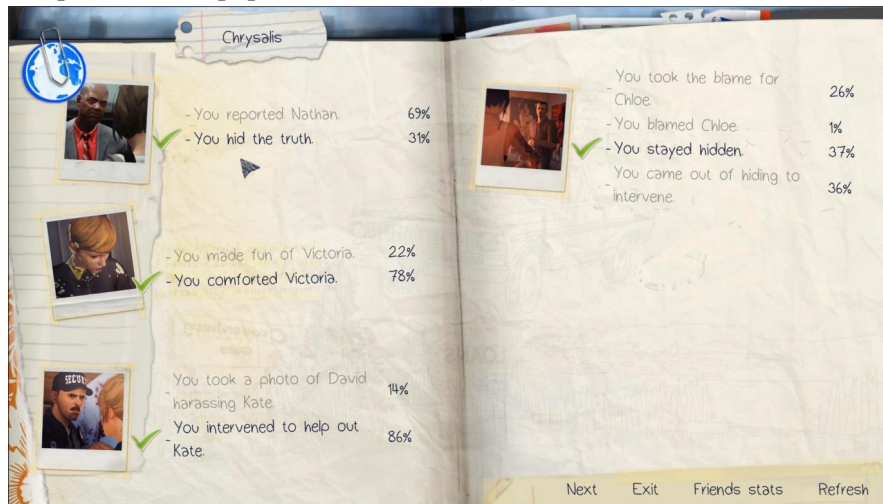 Chrysalis
- You reported Nathan. 69%
- You hid the truth. 31%
- You made fun of Victoria. 22%
- You comforted Victoria. 78%
SECUR
- You took a photo of David
harassing Kate. 14%
- You intervened to help out
Kate. 86%
- You took the blame for
Chloe. 26%
- You blamed Chloe. 1%
- You stayed hidden. 37%
- You came out of hiding to
intervene. 36%
LOANS
Next Exit Friends stats Refresh